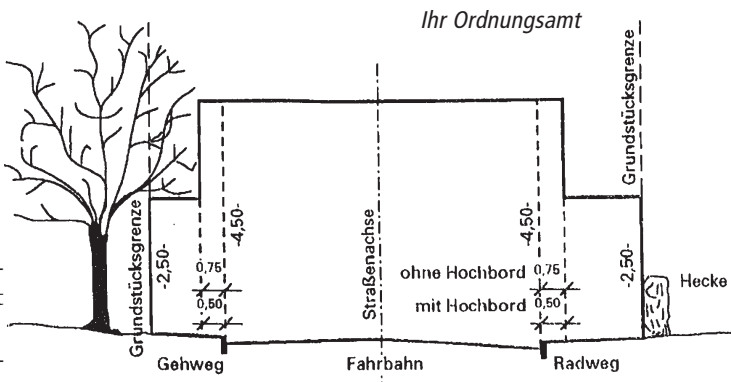 Ihr Ordnungsamt
Grundstücksgrenze
-2,50-
0,75
0,50
-4,50-
Straßenachse
ohne Hochbord
mit Hochbord
-4,50-
0,75
0,50
-2,50-
Grundstücksgrenze
Hecke
Gehweg
Fahrbahn
Radweg